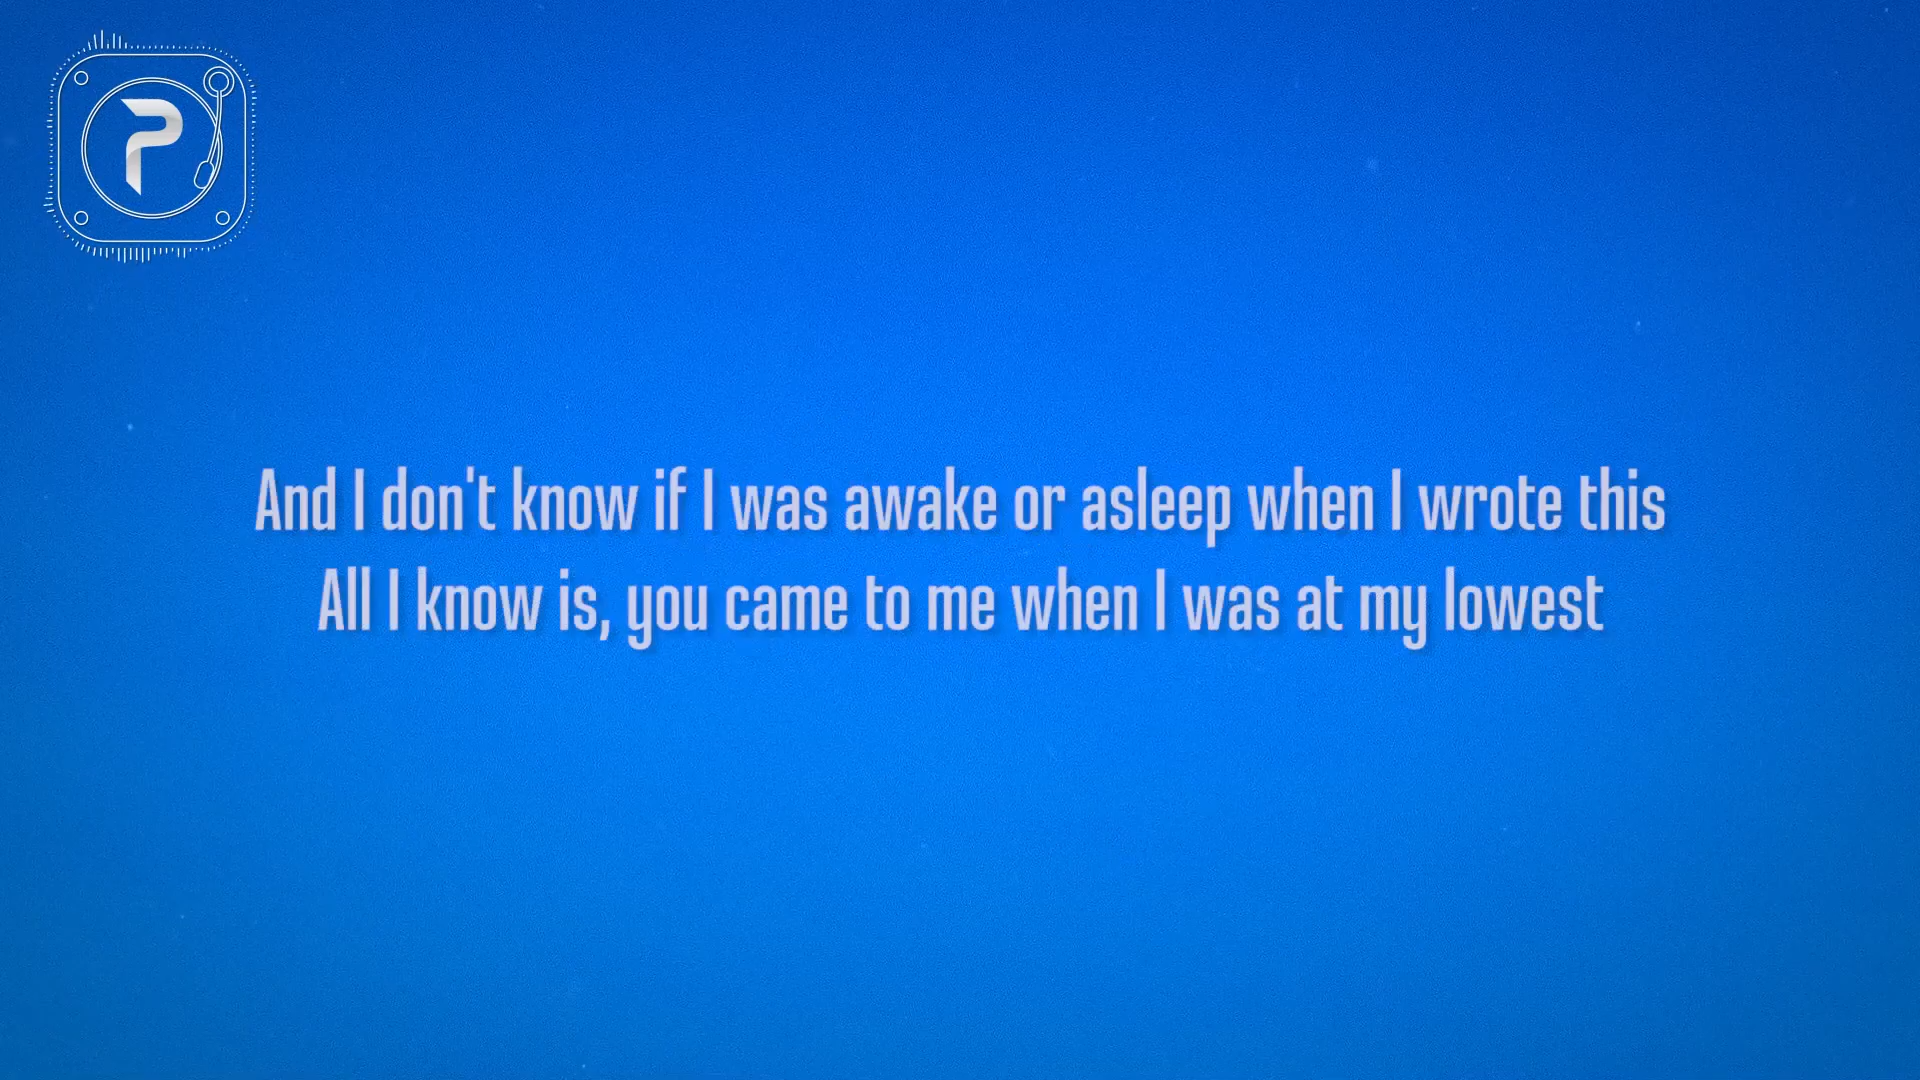 P
And I don't know if I was awake or asleep when I wrote this
All I know is, you came to me when I was at my lowest